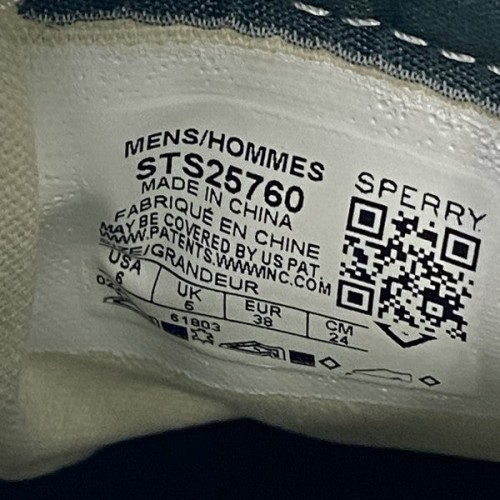 MENS/HOMMES
STS25760
MADE IN CHINA
FABRIQUÉ EN CHINE
MAY BE COVERED BY US PAT.
WWW.PATENTS.WWWINC.COM
/GRANDEUR
USA UK EUR CM
6 5 38 24
61803
SPERRY